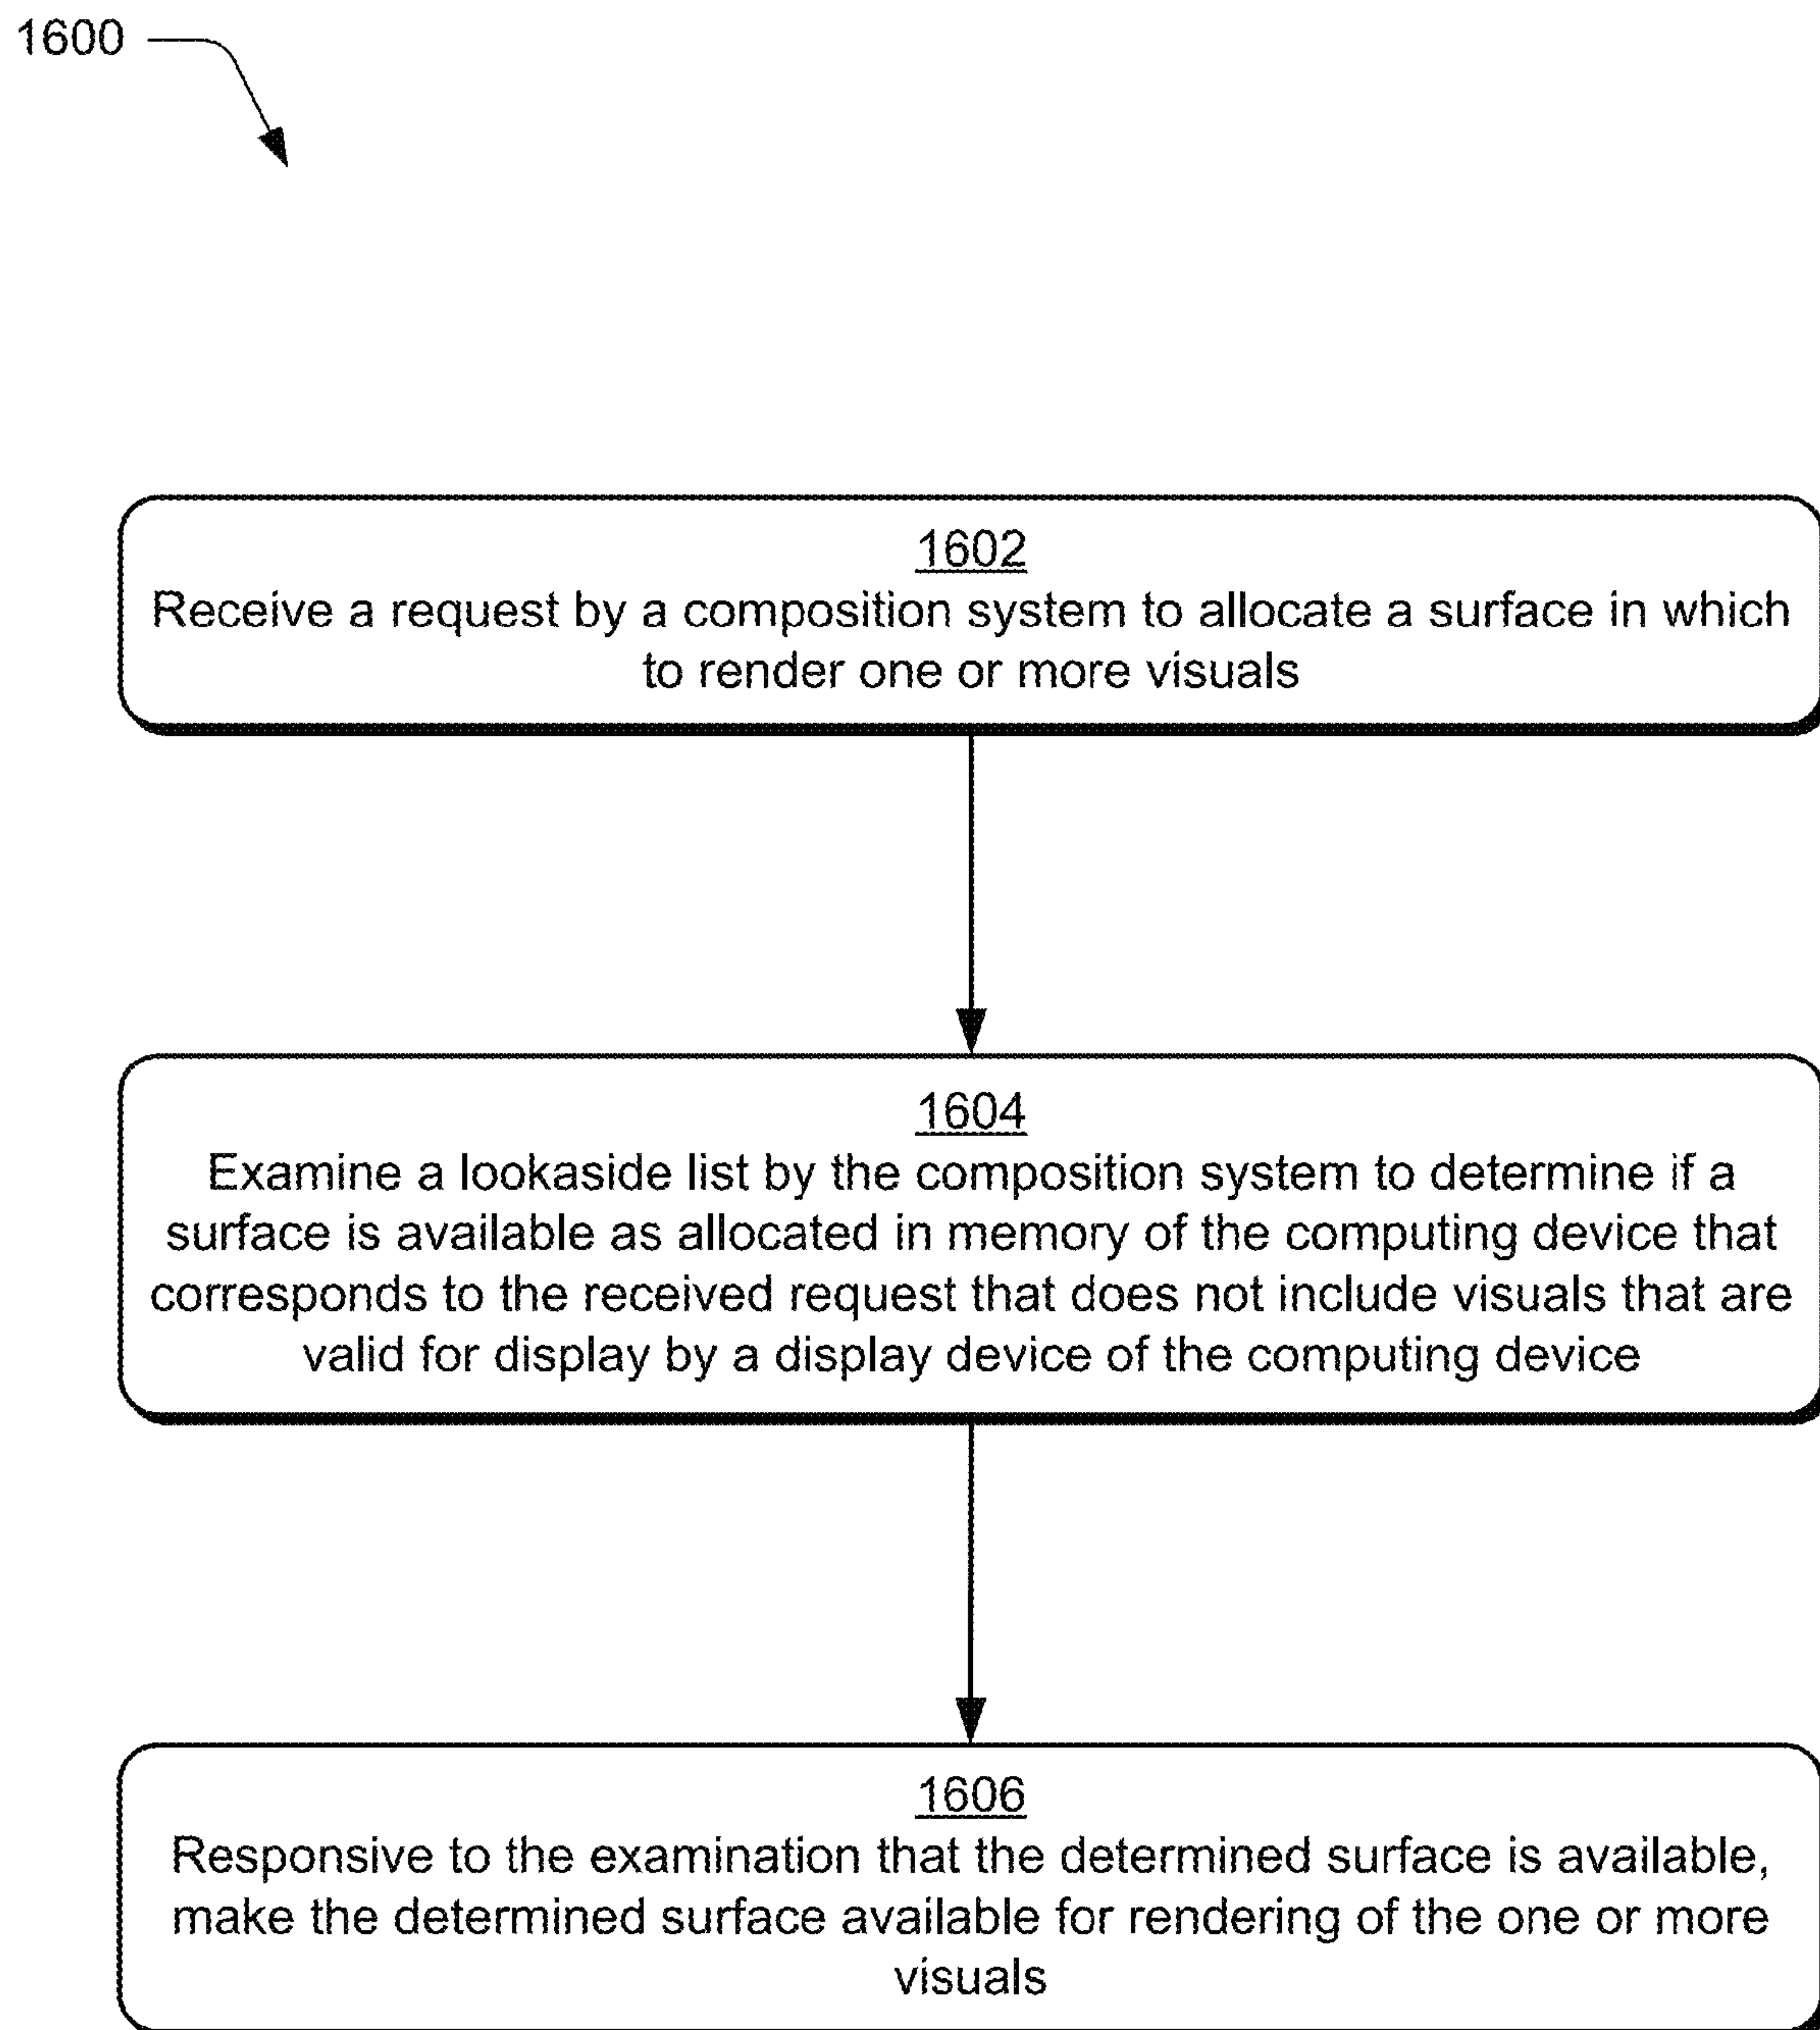 1600
1602
Receive a request by a composition system to allocate a surface in which
to render one or more visuals
1604
Examine a lookaside list by the composition system to determine if a
surface is available as allocated in memory of the computing device that
corresponds to the received request that does not include visuals that are
valid for display by a display device of the computing device
1606
Responsive to the examination that the determined surface is available,
make the determined surface available for rendering of the one or more
visuals